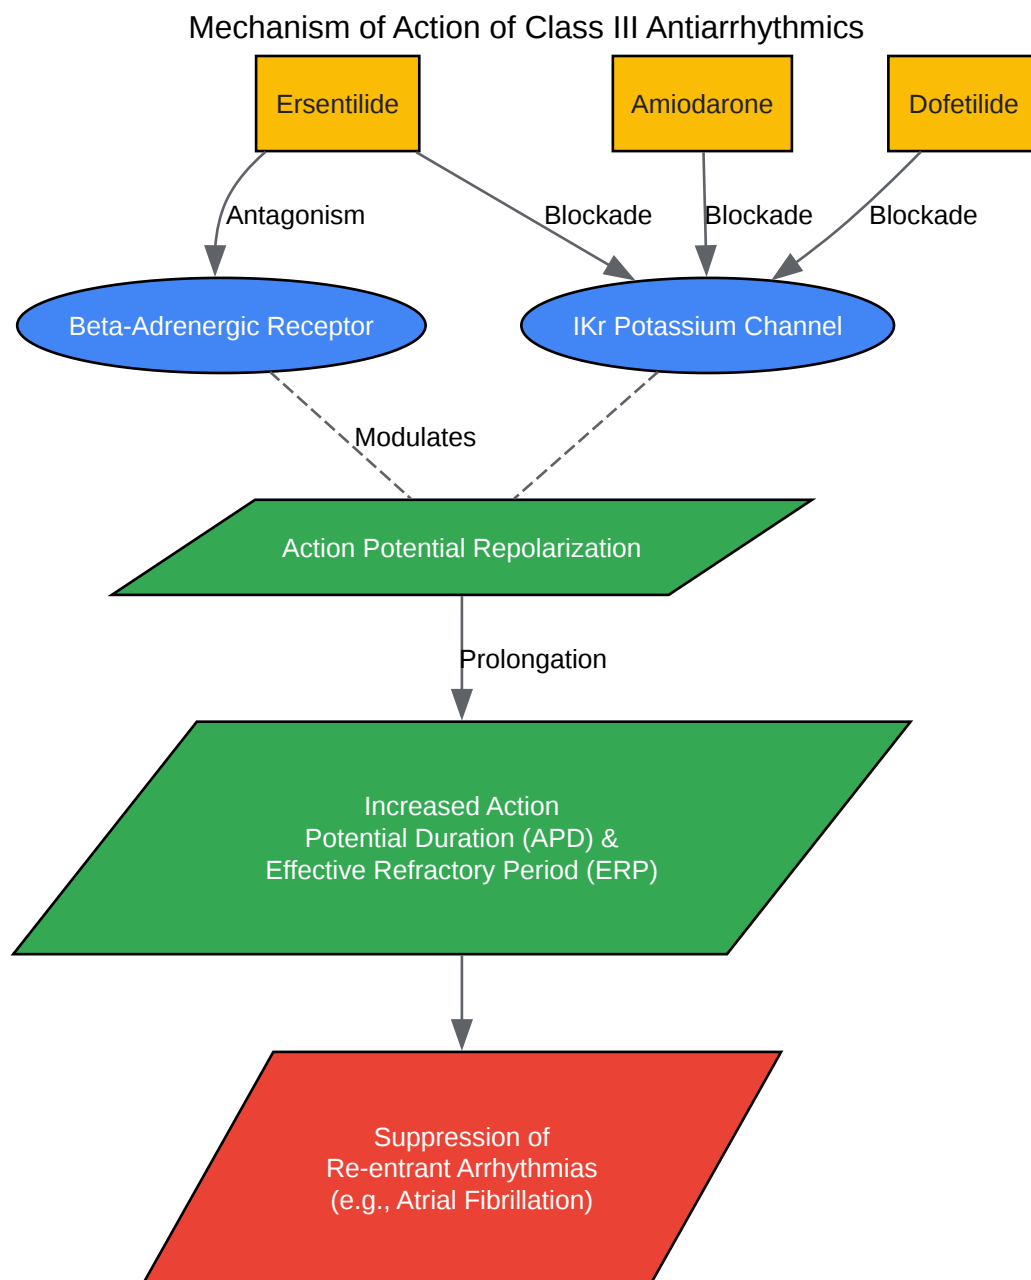 Mechanism of Action of Class III Antiarrhythmics
Ersentilide
Amiodarone
Dofetilide
Antagonism
Blockade
Blockade
Blockade
Beta-Adrenergic Receptor
IKr Potassium Channel
Modulates
Action Potential Repolarization
Prolongation
Increased Action
Potential Duration (APD) &
Effective Refractory Period (ERP)
Suppression of
Re-entrant Arrhythmias
(e.g., Atrial Fibrillation)